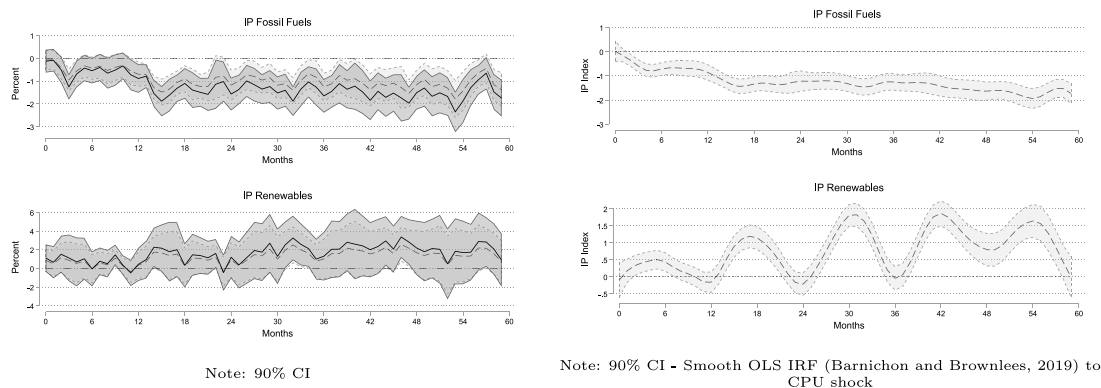 IP Fossil Fuels
Percent
1
0
-1
-2
-3
0 6 12 18 24 30 36 42 48 54 60
Months
IP Renewables
Percent
6
4
2
0
-2
-4
0 6 12 18 24 30 36 42 48 54 60
Months
Note: 90% CI
IP Fossil Fuels
IP Index
1
0
-1
-2
-3
0 6 12 18 24 30 36 42 48 54 60
Months
IP Renewables
IP Index
2
1.5
1
.5
0
-.5
0 6 12 18 24 30 36 42 48 54 60
Months
Note: 90% CI - Smooth OLS IRF (Barnichon and Brownlees, 2019) to
CPU shock